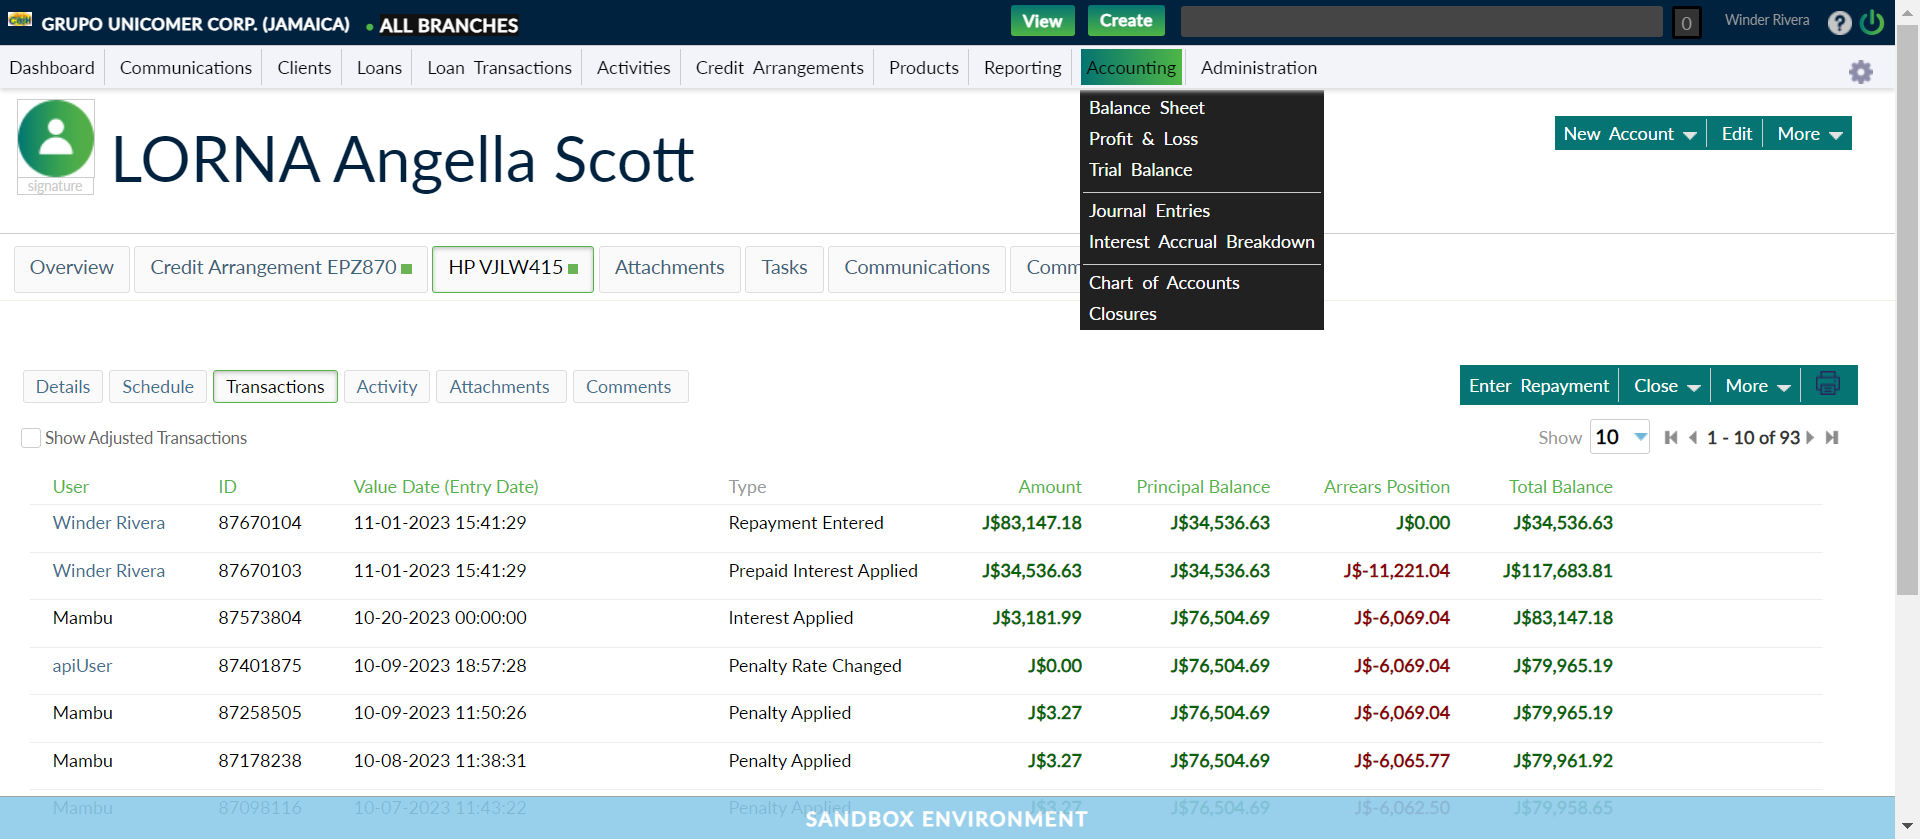 GRUPO UNICOMER CORP. (JAMAICA) ALL BRANCHES View Create 0 Winder Rivera ?
Dashboard Communications Clients Loans Loan Transactions Activities Credit Arrangements Products Reporting Accounting Administration
Balance Sheet
Profit & Loss
Trial Balance
Journal Entries
Interest Accrual Breakdown
Chart of Accounts
Closures
New Account Edit More
LORNA Angella Scott
signature
Overview Credit Arrangement EPZ870 HP VJLW415 Attachments Tasks Communications Comm
Details Schedule Transactions Activity Attachments Comments Enter Repayment Close More
Show Adjusted Transactions Show 10 1 - 10 of 93
User ID Value Date (Entry Date) Type Amount Principal Balance Arrears Position Total Balance
Winder Rivera 87670104 11-01-2023 15:41:29 Repayment Entered J$83,147.18 J$34,536.63 J$0.00 J$34,536.63
Winder Rivera 87670103 11-01-2023 15:41:29 Prepaid Interest Applied J$34,536.63 J$34,536.63 J$-11,221.04 J$117,683.81
Mambu 87573804 10-20-2023 00:00:00 Interest Applied J$3,181.99 J$76,504.69 J$-6,069.04 J$83,147.18
apiUser 87401875 10-09-2023 18:57:28 Penalty Rate Changed J$0.00 J$76,504.69 J$-6,069.04 J$79,965.19
Mambu 87258505 10-09-2023 11:50:26 Penalty Applied J$3.27 J$76,504.69 J$-6,069.04 J$79,965.19
Mambu 87178238 10-08-2023 11:38:31 Penalty Applied J$3.27 J$76,504.69 J$-6,065.77 J$79,961.92
Mambu 87098116 10-07-2023 11:43:22 Penalty Applied J$3.27 J$76,504.69 J$-6,062.50 J$79,958.65
SANDBOX ENVIRONMENT